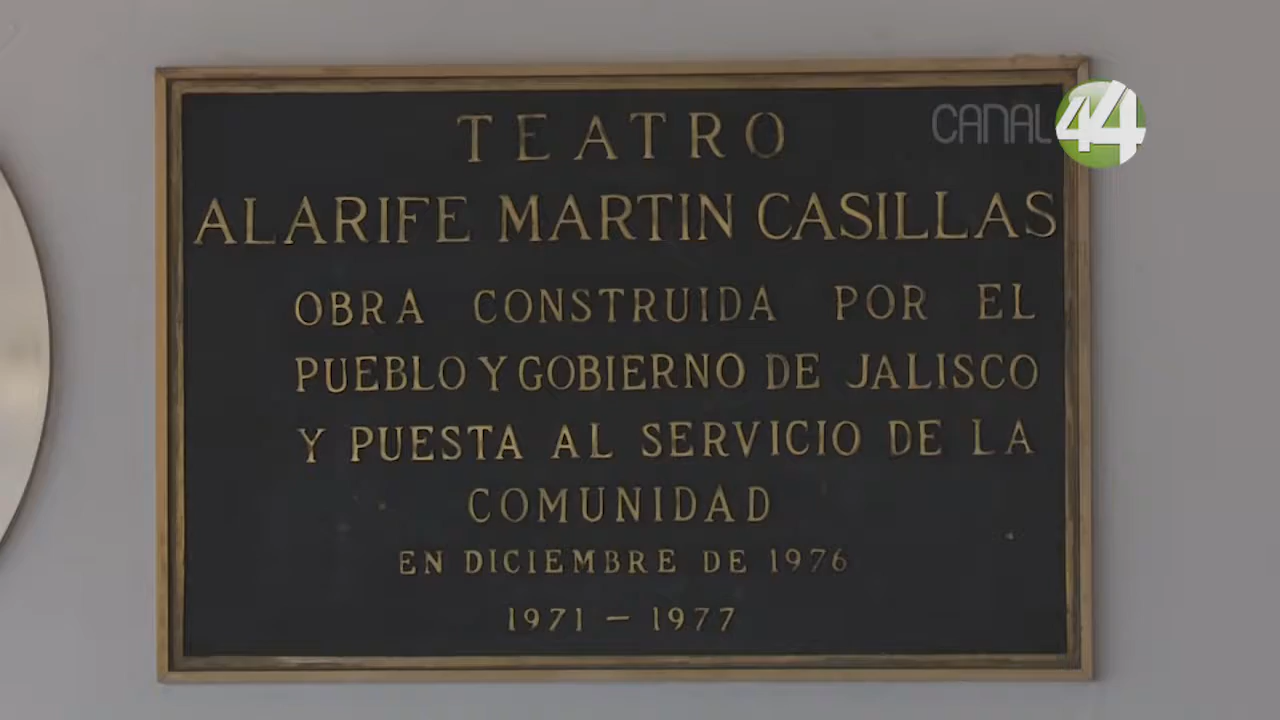 CANAL 44
TEATRO
ALARIFE MARTIN CASILLAS
OBRA CONSTRUIDA POR EL
PUEBLO Y GOBIERNO DE JALISCO
Y PUESTA AL SERVICIO DE LA
COMUNIDAD
EN DICIEMBRE DE 1976
1971 - 1977